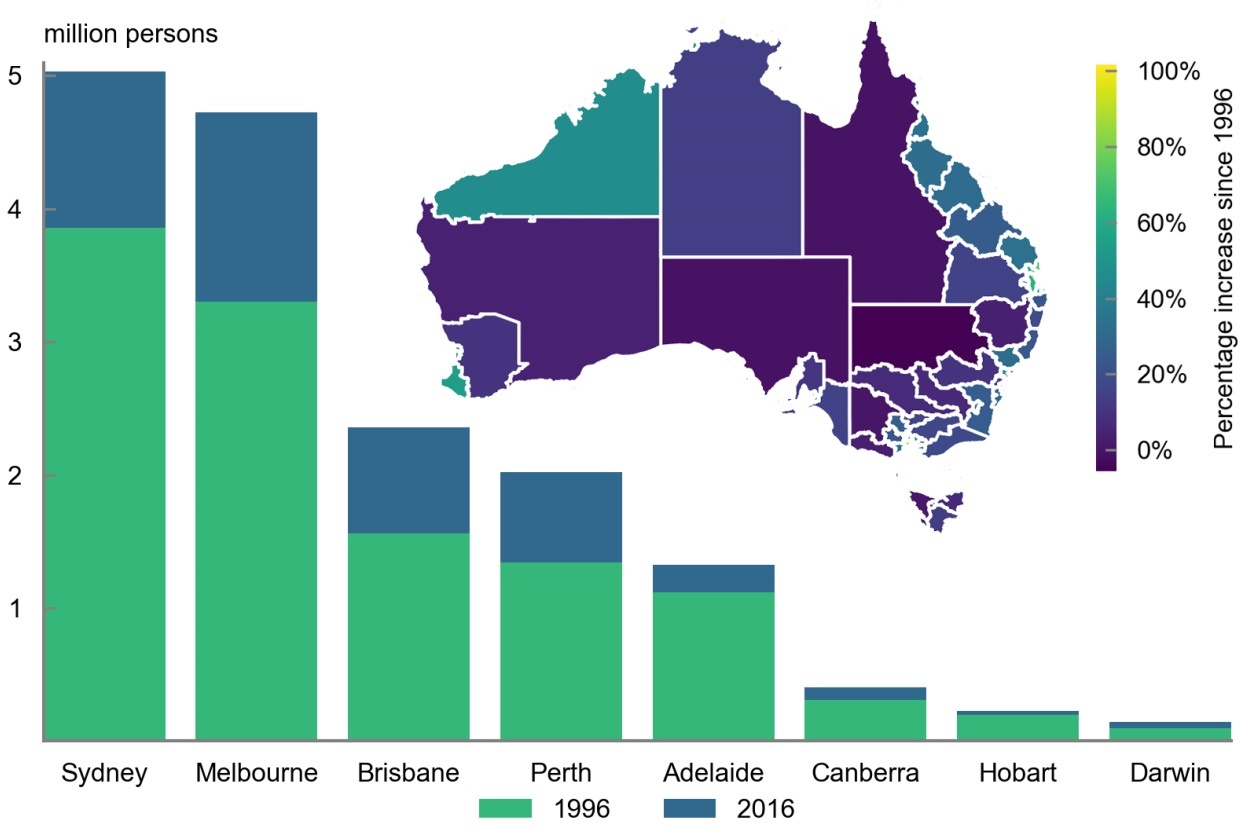 million persons
5
4
3
2
1
Sydney
Melbourne
Brisbane
Perth
Adelaide
Canberra
Hobart
Darwin
1996
2016
100%
80%
60%
40%
20%
0%
Percentage increase since 1996